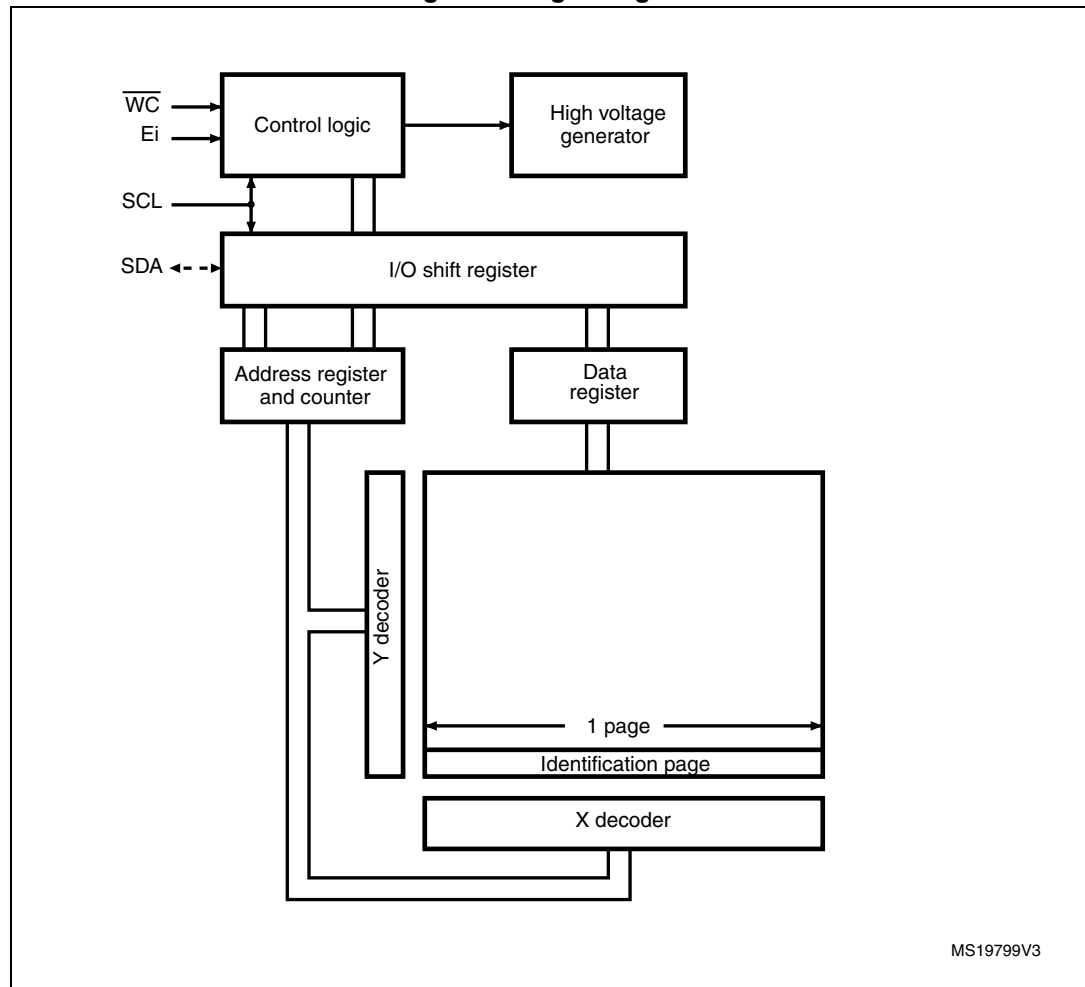 WC
Ei
Control logic
High voltage
generator
SCL
SDA
I/O shift register
Address register
and counter
Data
register
Y decoder
1 page
Identification page
X decoder
MS19799V3